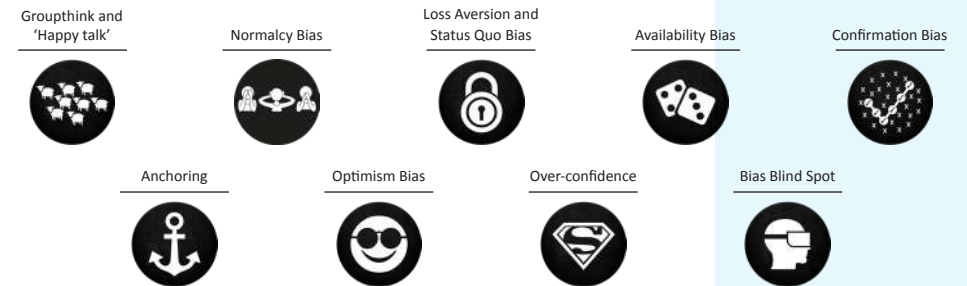 Groupthink and
‘Happy talk’
Normalcy Bias
Loss Aversion and
Status Quo Bias
Availability Bias
Confirmation Bias
Anchoring
Optimism Bias
Over-confidence
Bias Blind Spot